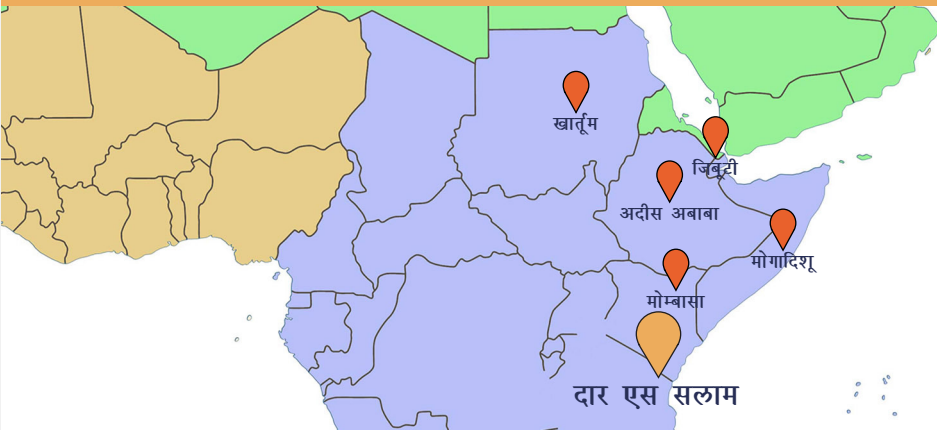 खार्तूम
जिबूटी
अदीस अबाबा
मोगादिशू
मोम्बासा
दार एस सलाम